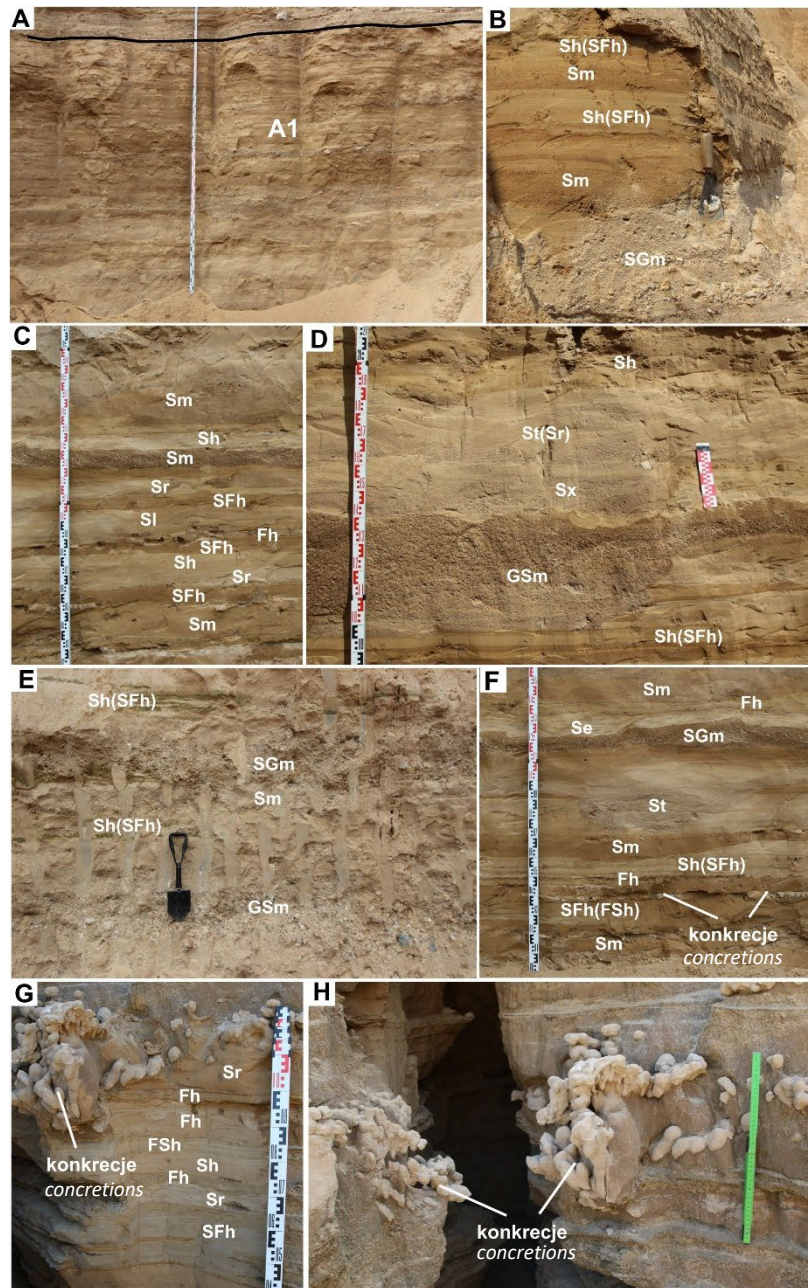 A
A1
B
Sh(SFh)
Sm
Sh(SFh)
Sm
SGm
C
Sm
Sh
Sm
Sr
SFh
Sl
Fh
SFh
Sh
Sr
SFh
Sm
D
Sh
St(Sr)
Sx
GSm
Sh(SFh)
E
Sh(SFh)
SGm
Sm
Sh(SFh)
GSm
F
Sm
Fh
Se
SGm
St
Sm
Sh(SFh)
Fh
SFh(FSh)
konkrecje
concretions
Sm
G
Sr
Fh
Fh
FSh
Sh
Fh
konkrecje
concretions
Sr
SFh
H
konkrecje
concretions